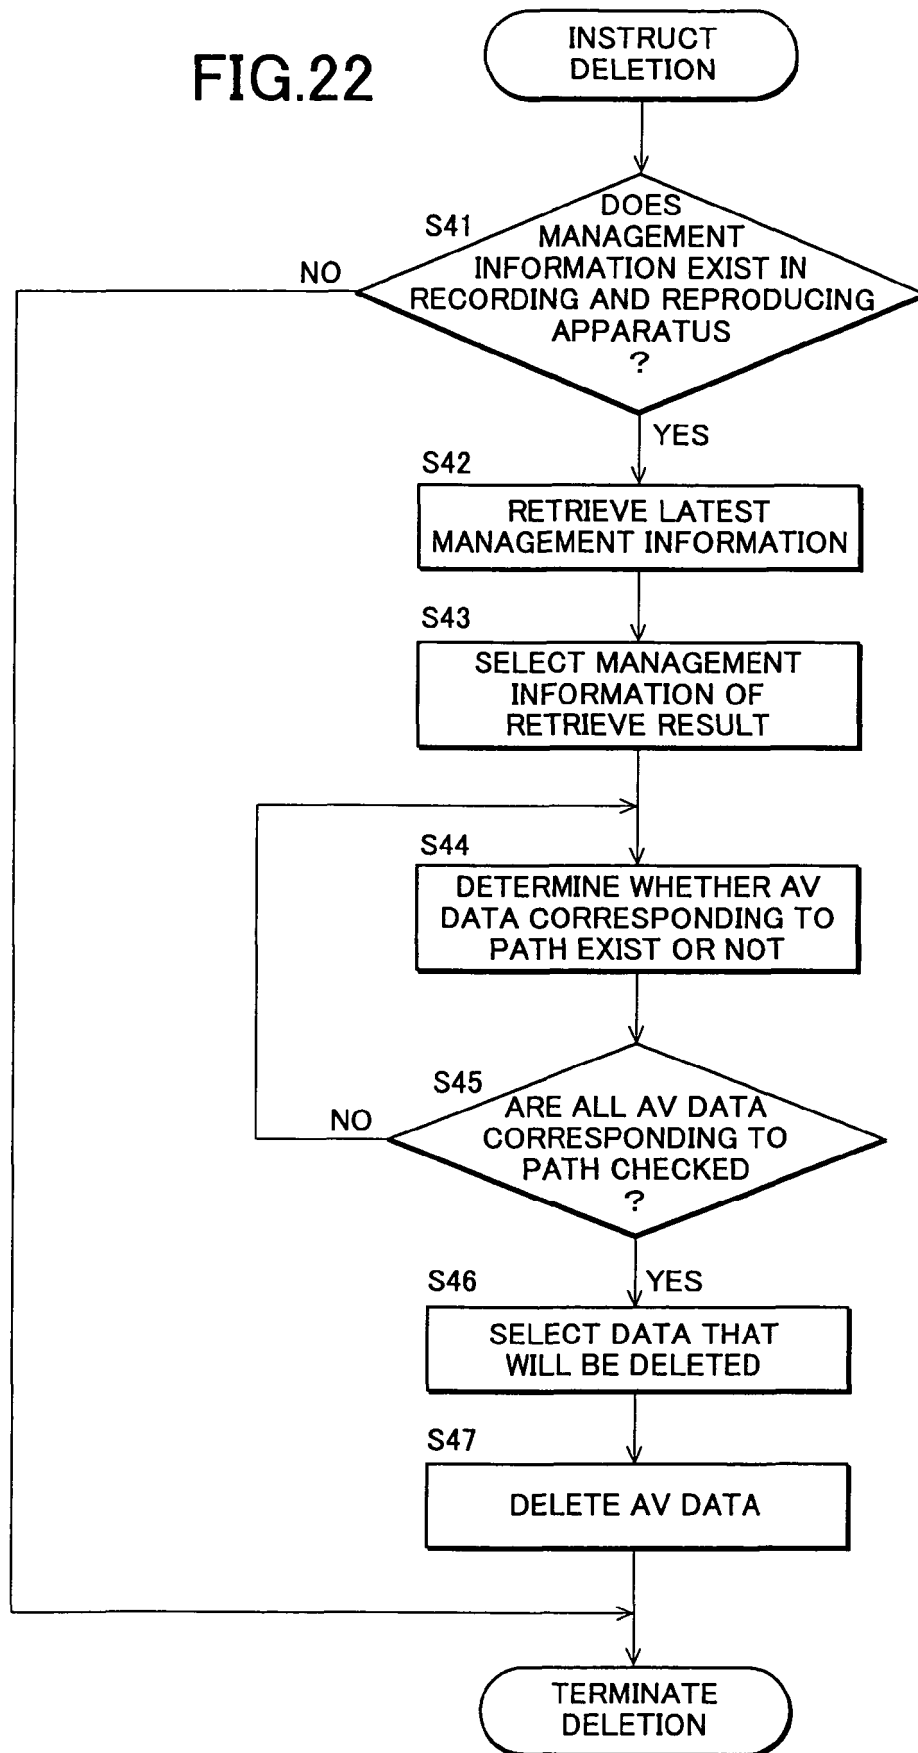 FIG.22
INSTRUCT
DELETION
S41
DOES
MANAGEMENT
INFORMATION EXIST IN
RECORDING AND REPRODUCING
APPARATUS
?
NO
YES
S42
RETRIEVE LATEST
MANAGEMENT INFORMATION
S43
SELECT MANAGEMENT
INFORMATION OF
RETRIEVE RESULT
S44
DETERMINE WHETHER AV
DATA CORRESPONDING TO
PATH EXIST OR NOT
S45
ARE ALL AV DATA
CORRESPONDING TO
PATH CHECKED
?
NO
YES
S46
SELECT DATA THAT
WILL BE DELETED
S47
DELETE AV DATA
TERMINATE
DELETION